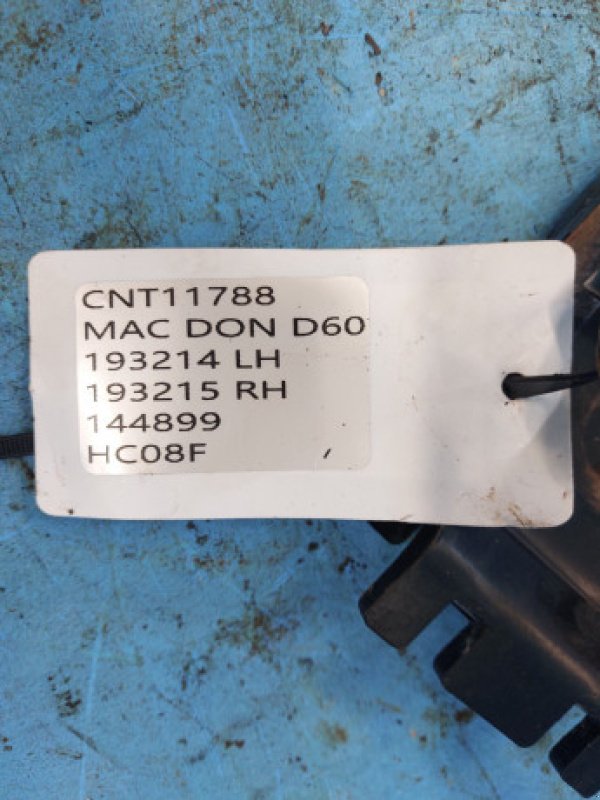 CNT11788
MAC DON D60
193214 LH
193215 RH
144899
HC08F